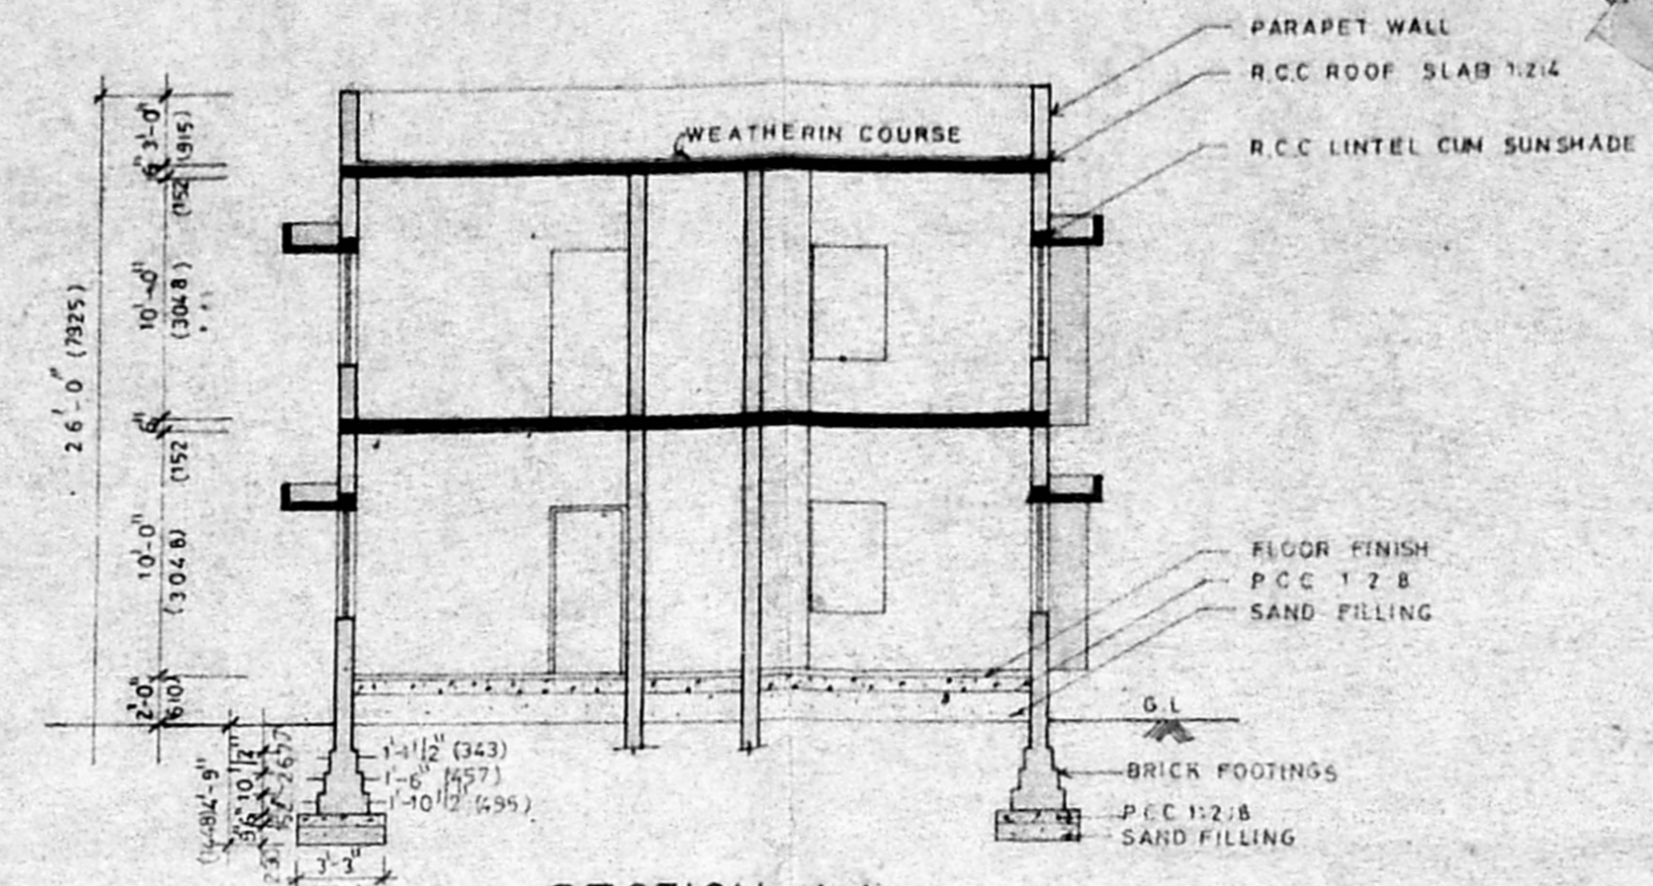 PARAPET WALL
R.C.C ROOF SLAB 1:2:4
WEATHERIN COURSE
R.C.C LINTEL CUM SUNSHADE
3'-0" (915)
6" (152
10'-0" (3048)
26'-0" (7925)
6" (152
10'-0" (3048)
FLOOR FINISH
P C C 1 2 8
SAND FILLING
2'-0" 610)
G.L
1'-1 1/2" (343)
1'-6" (457)
1'-10 1/2" (495)
BRICK FOOTINGS
PCC 1:2:8
SAND FILLING
3'-3"